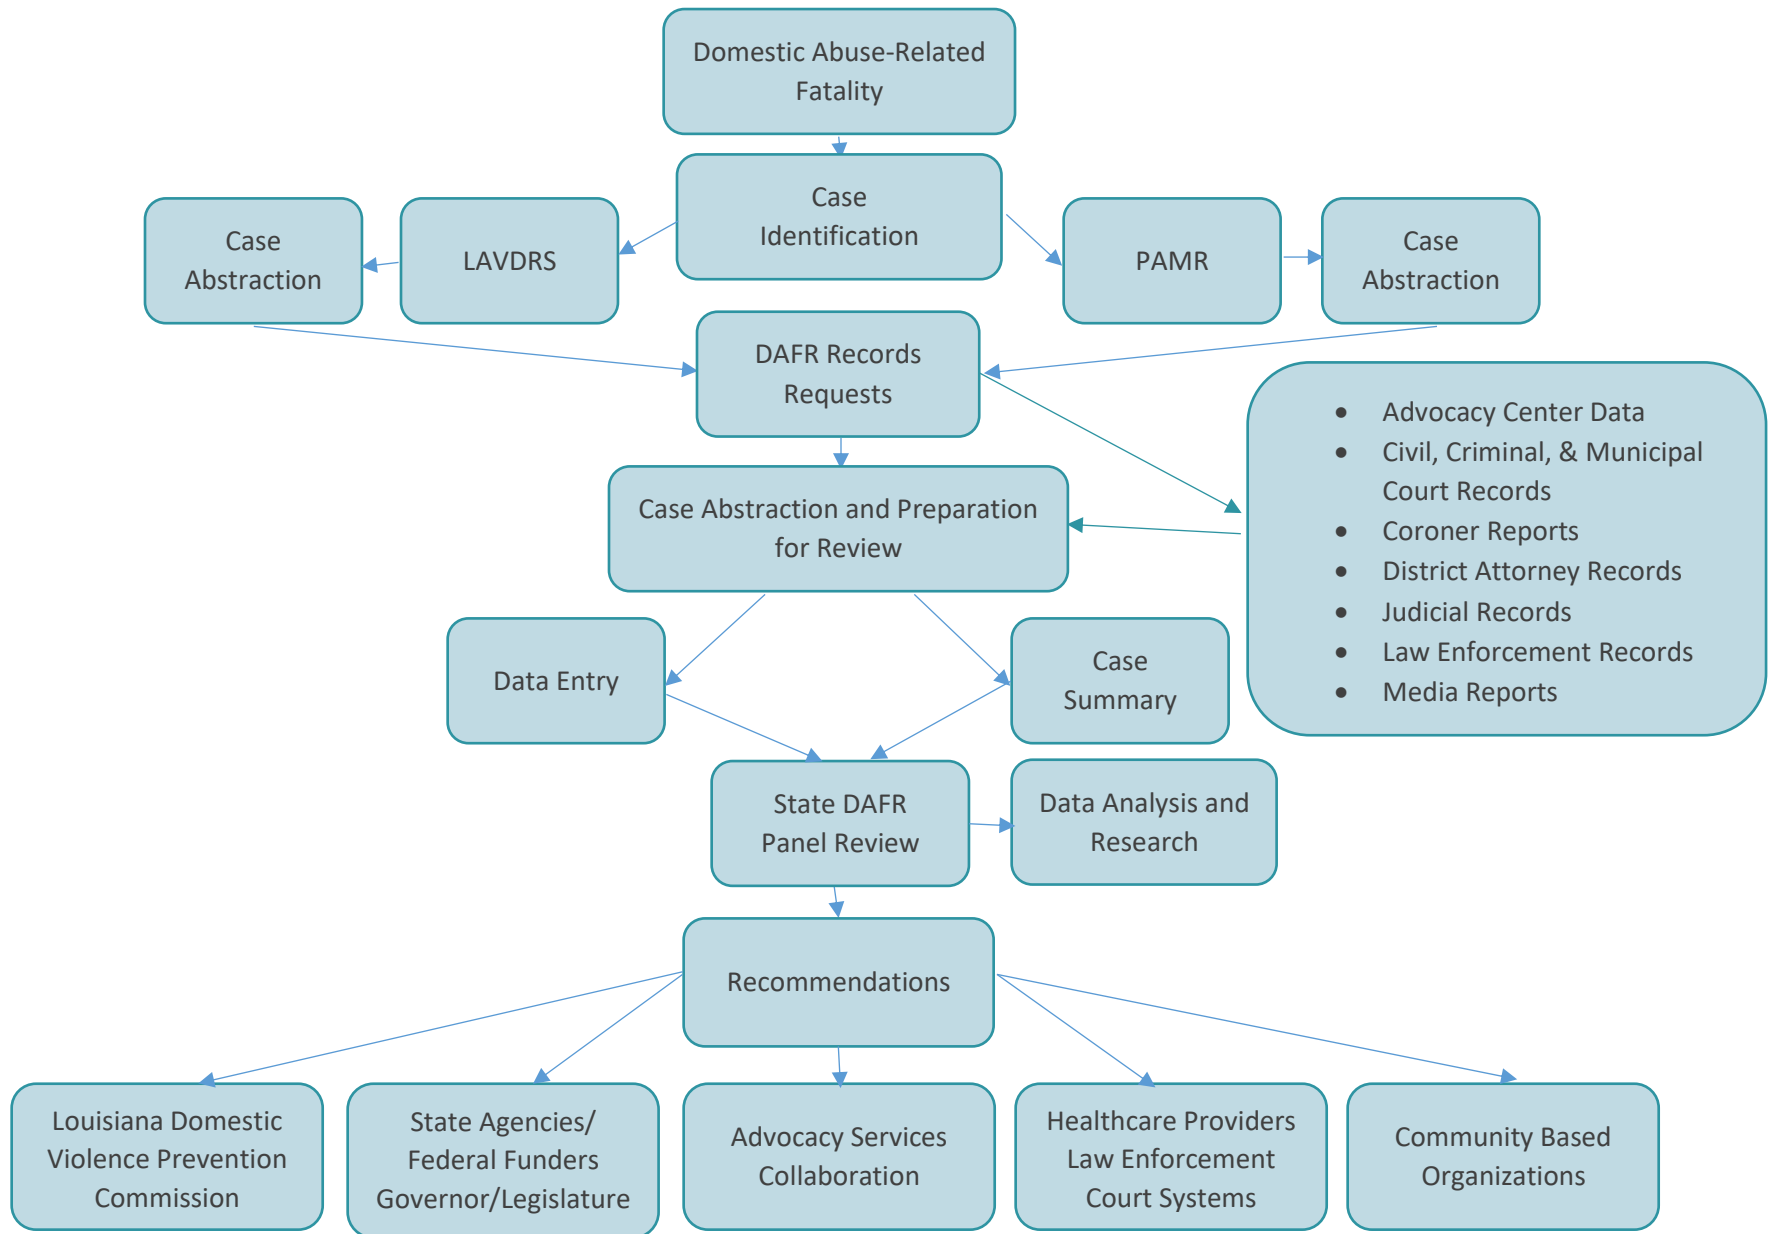 Domestic Abuse-Related
Fatality
Case
Identification
Case
Abstraction
LAVDRS
PAMR
Case
Abstraction
DAFR Records
Requests
• Advocacy Center Data
• Civil, Criminal, & Municipal
Court Records
• Coroner Reports
• District Attorney Records
• Judicial Records
• Law Enforcement Records
• Media Reports
Case Abstraction and Preparation
for Review
Data Entry
Case
Summary
State DAFR
Panel Review
Data Analysis and
Research
Recommendations
Louisiana Domestic
Violence Prevention
Commission
State Agencies/
Federal Funders
Governor/Legislature
Advocacy Services
Collaboration
Healthcare Providers
Law Enforcement
Court Systems
Community Based
Organizations